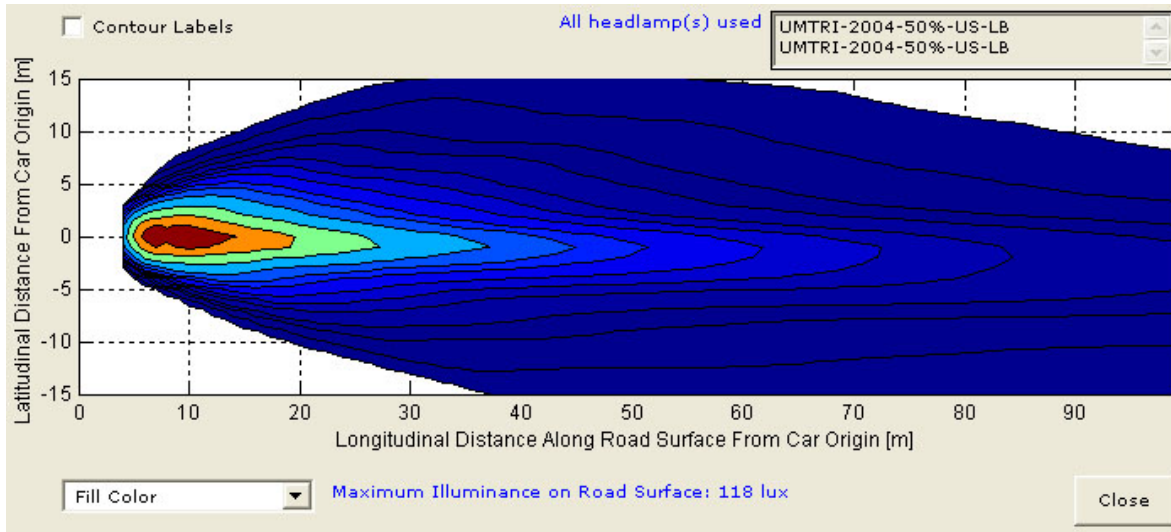 Contour Labels
All headlamp(s) used
UMTRI-2004-50%-US-LB
UMTRI-2004-50%-US-LB
Latitudinal Distance From Car Origin [m]
15
10
5
0
-5
-10
-15
0 10 20 30 40 50 60 70 80 90
Longitudinal Distance Along Road Surface From Car Origin [m]
Fill Color
Maximum Illuminance on Road Surface: 118 lux
Close